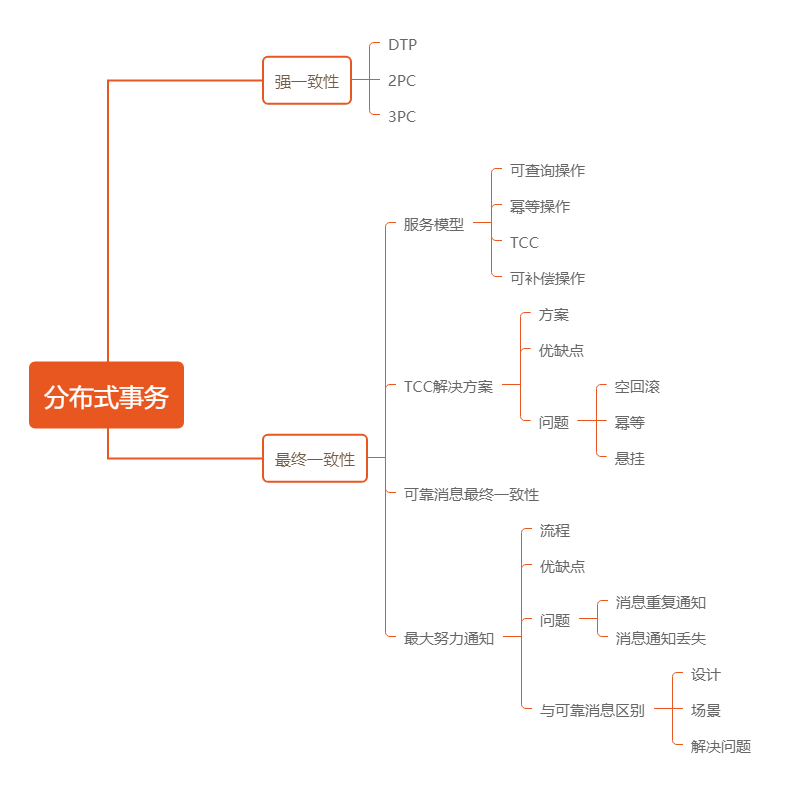 DTP
强一致性
2PC
3PC
可查询操作
幂等操作
服务模型
TCC
可补偿操作
方案
优缺点
TCC解决方案
空回滚
分布式事务
问题
幂等
悬挂
最终一致性
可靠消息最终一致性
流程
优缺点
消息重复通知
问题
最大努力通知
消息通知丢失
设计
与可靠消息区别
场景
解决问题